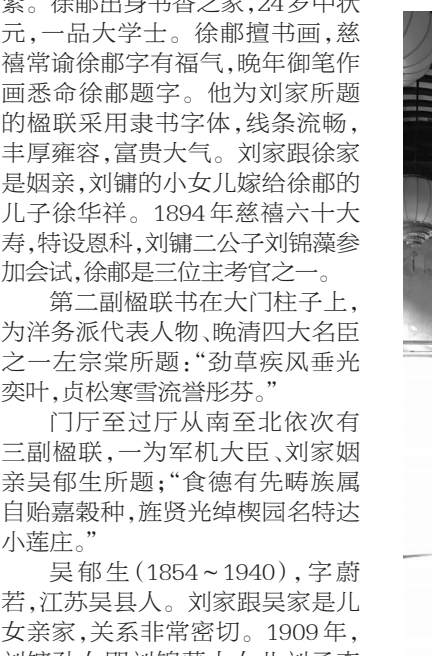 紊。徐郙出身书香之家,24岁中状
元,一品大学士。徐郙擅书画,慈
禧常谕徐郙字有福气,晚年御笔作
画悉命徐郙题字。他为刘家所题
的楹联采用隶书字体,线条流畅,
丰厚雍容,富贵大气。刘家跟徐家
是姻亲,刘镛的小女儿嫁给徐郙的
儿子徐华祥。1894年慈禧六十大
寿,特设恩科,刘镛二公子刘锦藻参
加会试,徐郙是三位主考官之一。
第二副楹联书在大门柱子上,
为洋务派代表人物、晚清四大名臣
之一左宗棠所题:“劲草疾风垂光
奕叶,贞松寒雪流誉彤芬。”
门厅至过厅从南至北依次有
三副楹联,一为军机大臣、刘家姻
亲吴郁生所题;“食德有先畴族属
自贻嘉穀种,旌贤光绰楔园名特达
小莲庄。”
吴郁生(1854~1940),字蔚
若,江苏吴县人。刘家跟吴家是儿
女亲家,关系非常密切。1909年,